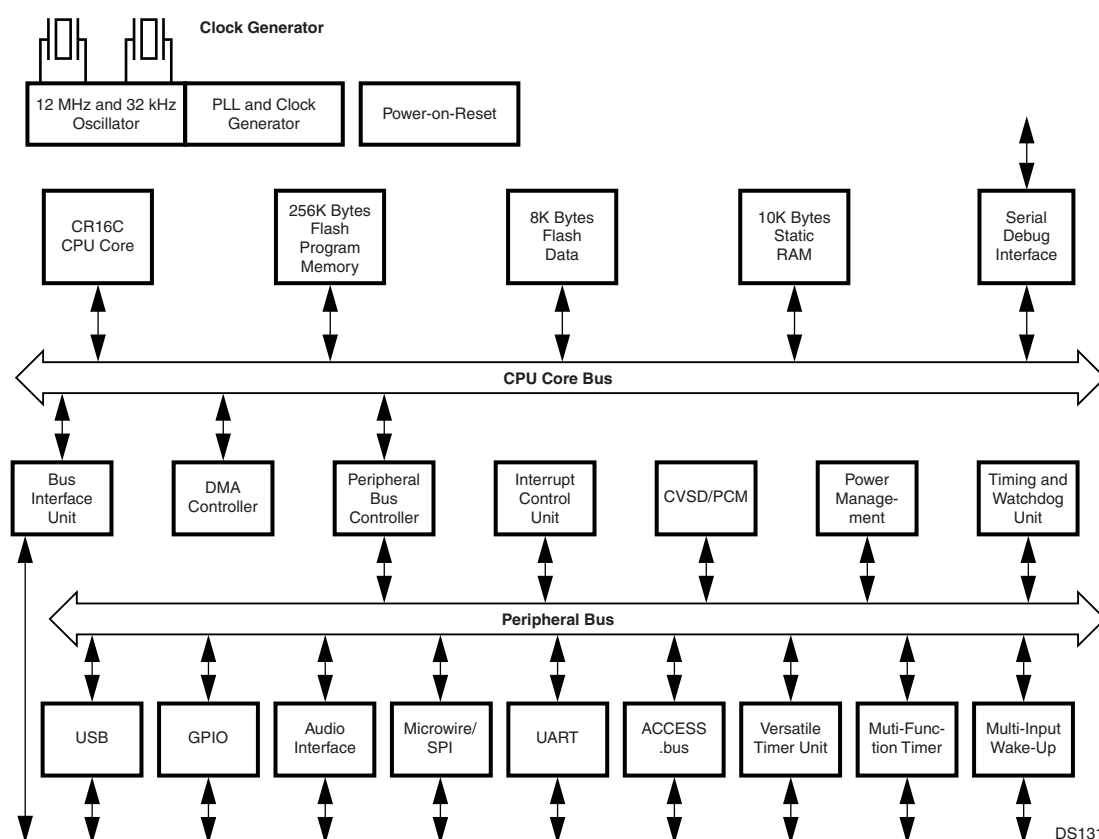 Clock Generator
12 MHz and 32 kHz
Oscillator
PLL and Clock
Generator
Power-on-Reset
CR16C
CPU Core
256K Bytes
Flash
Program
Memory
8K Bytes
Flash
Data
10K Bytes
Static
RAM
Serial
Debug
Interface
CPU Core Bus
Bus
Interface
Unit
DMA
Controller
Peripheral
Bus
Controller
Interrupt
Control
Unit
CVSD/PCM
Power
Manage-
ment
Timing and
Watchdog
Unit
Peripheral Bus
USB
GPIO
Audio
Interface
Microwire/
SPI
UART
ACCESS
.bus
Versatile
Timer Unit
Muti-Func-
tion Timer
Multi-Input
Wake-Up
DS131